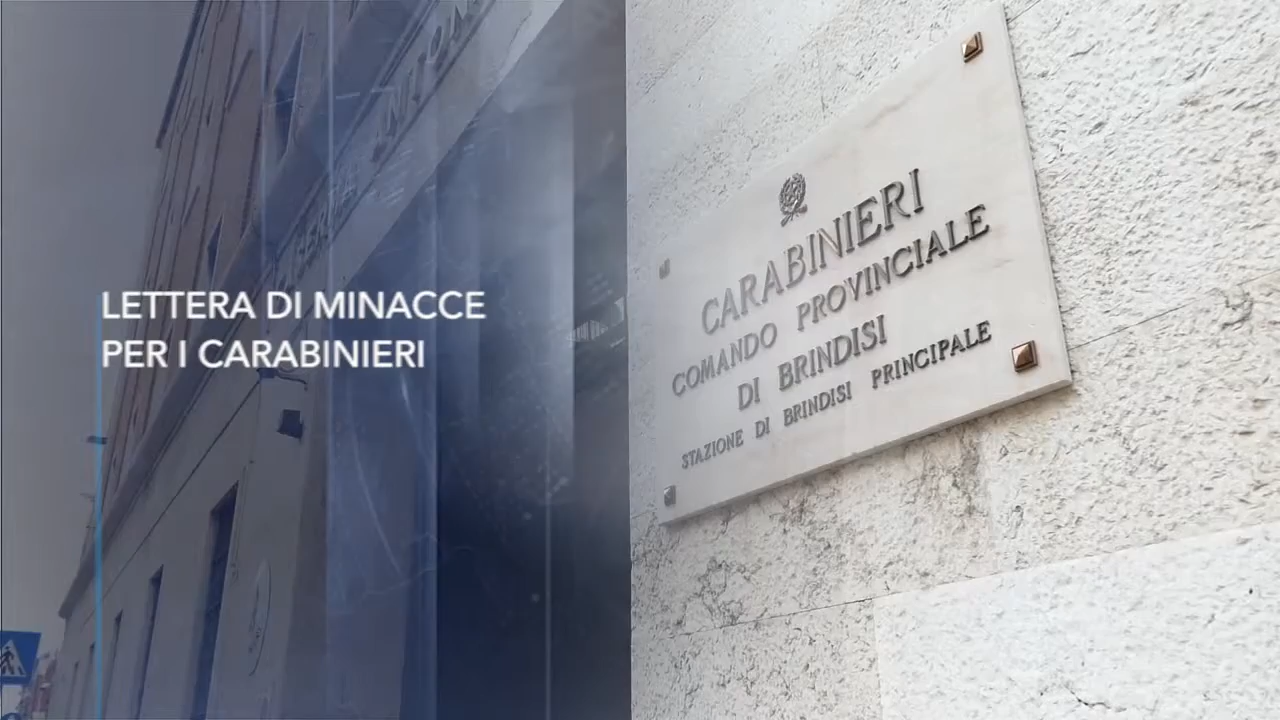 LETTERA DI MINACCE
PER I CARABINIERI
CARABINIERI
COMANDO PROVINCIALE
DI BRINDISI
STAZIONE DI BRINDISI PRINCIPALE